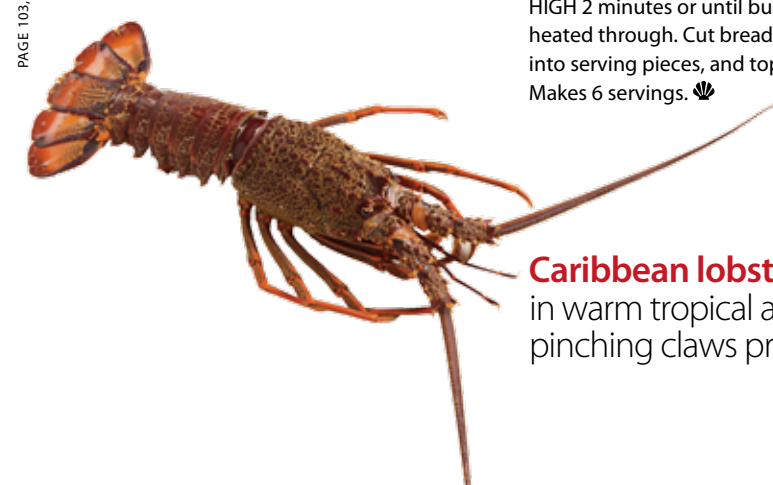 PAGE 103,
HIGH 2 minutes or until bu
heated through. Cut bread
into serving pieces, and top
Makes 6 servings.
Caribbean lobst
in warm tropical a
pinching claws pr